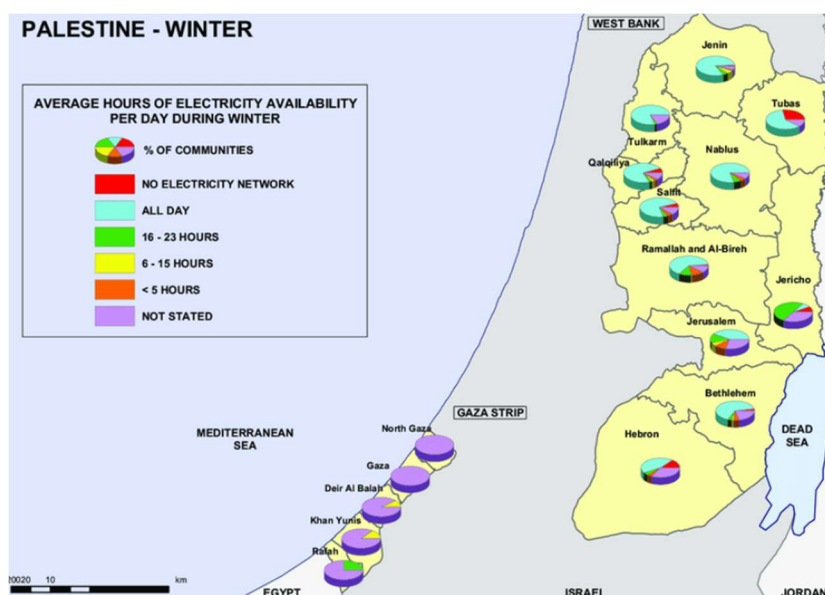 PALESTINE - WINTER
AVERAGE HOURS OF ELECTRICITY AVAILABILITY
PER DAY DURING WINTER
% OF COMMUNITIES
NO ELECTRICITY NETWORK
ALL DAY
16 - 23 HOURS
6 - 15 HOURS
< 5 HOURS
NOT STATED
WEST BANK
Jenin
Tubas
Tulkarm
Nablus
Qalqiliya
Salfit
Ramallah and Al-Bireh
Jericho
Jerusalem
Bethlehem
Hebron
DEAD
SEA
GAZA STRIP
MEDITERRANEAN
SEA
North Gaza
Gaza
Deir Al Balah
Khan Yunis
Rafah
20020 10 km
EGYPT
ISRAEL
JORDAN